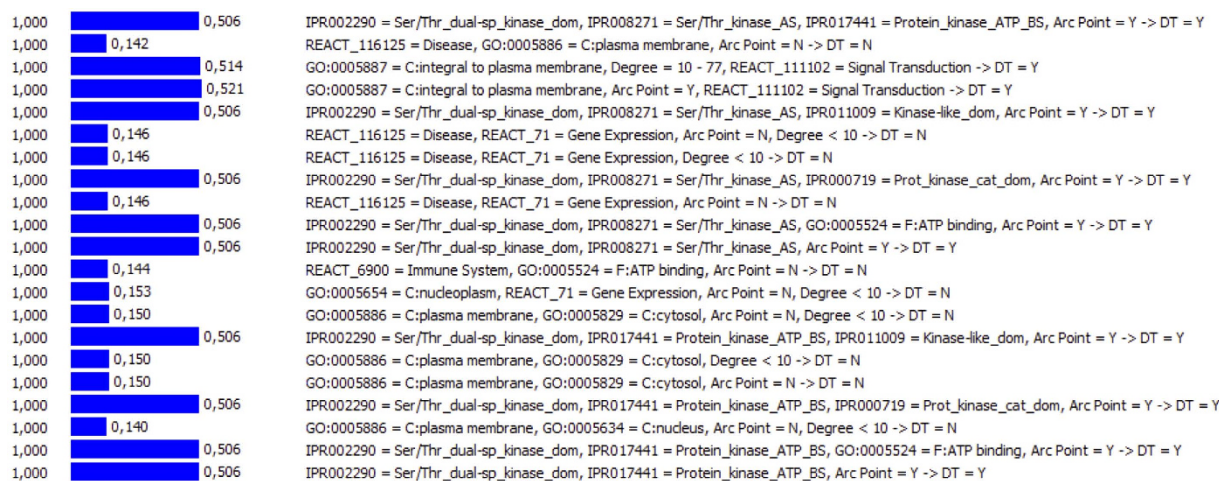 1,000 0,506 IPR002290 = Ser/Thr_dual-sp_kinase_dom, IPR008271 = Ser/Thr_kinase_AS, IPR017441 = Protein_kinase_ATP_BS, Arc Point = Y -> DT = Y
1,000 0,142 REACT_116125 = Disease, GO:0005886 = C:plasma membrane, Arc Point = N -> DT = N
1,000 0,514 GO:0005887 = C:integral to plasma membrane, Degree = 10 - 77, REACT_111102 = Signal Transduction -> DT = Y
1,000 0,521 GO:0005887 = C:integral to plasma membrane, Arc Point = Y, REACT_111102 = Signal Transduction -> DT = Y
1,000 0,506 IPR002290 = Ser/Thr_dual-sp_kinase_dom, IPR008271 = Ser/Thr_kinase_AS, IPR011009 = Kinase-like_dom, Arc Point = Y -> DT = Y
1,000 0,146 REACT_116125 = Disease, REACT_71 = Gene Expression, Arc Point = N, Degree < 10 -> DT = N
1,000 0,146 REACT_116125 = Disease, REACT_71 = Gene Expression, Degree < 10 -> DT = N
1,000 0,506 IPR002290 = Ser/Thr_dual-sp_kinase_dom, IPR008271 = Ser/Thr_kinase_AS, IPR000719 = Prot_kinase_cat_dom, Arc Point = Y -> DT = Y
1,000 0,146 REACT_116125 = Disease, REACT_71 = Gene Expression, Arc Point = N -> DT = N
1,000 0,506 IPR002290 = Ser/Thr_dual-sp_kinase_dom, IPR008271 = Ser/Thr_kinase_AS, GO:0005524 = F:ATP binding, Arc Point = Y -> DT = Y
1,000 0,506 IPR002290 = Ser/Thr_dual-sp_kinase_dom, IPR008271 = Ser/Thr_kinase_AS, Arc Point = Y -> DT = Y
1,000 0,144 REACT_6900 = Immune System, GO:0005524 = F:ATP binding, Arc Point = N -> DT = N
1,000 0,153 GO:0005654 = C:nucleoplasm, REACT_71 = Gene Expression, Arc Point = N, Degree < 10 -> DT = N
1,000 0,150 GO:0005886 = C:plasma membrane, GO:0005829 = C:cytosol, Arc Point = N, Degree < 10 -> DT = N
1,000 0,506 IPR002290 = Ser/Thr_dual-sp_kinase_dom, IPR017441 = Protein_kinase_ATP_BS, IPR011009 = Kinase-like_dom, Arc Point = Y -> DT = Y
1,000 0,150 GO:0005886 = C:plasma membrane, GO:0005829 = C:cytosol, Degree < 10 -> DT = N
1,000 0,150 GO:0005886 = C:plasma membrane, GO:0005829 = C:cytosol, Arc Point = N -> DT = N
1,000 0,506 IPR002290 = Ser/Thr_dual-sp_kinase_dom, IPR017441 = Protein_kinase_ATP_BS, IPR000719 = Prot_kinase_cat_dom, Arc Point = Y -> DT = Y
1,000 0,140 GO:0005886 = C:plasma membrane, GO:0005634 = C:nucleus, Arc Point = N, Degree < 10 -> DT = N
1,000 0,506 IPR002290 = Ser/Thr_dual-sp_kinase_dom, IPR017441 = Protein_kinase_ATP_BS, GO:0005524 = F:ATP binding, Arc Point = Y -> DT = Y
1,000 0,506 IPR002290 = Ser/Thr_dual-sp_kinase_dom, IPR017441 = Protein_kinase_ATP_BS, Arc Point = Y -> DT = Y